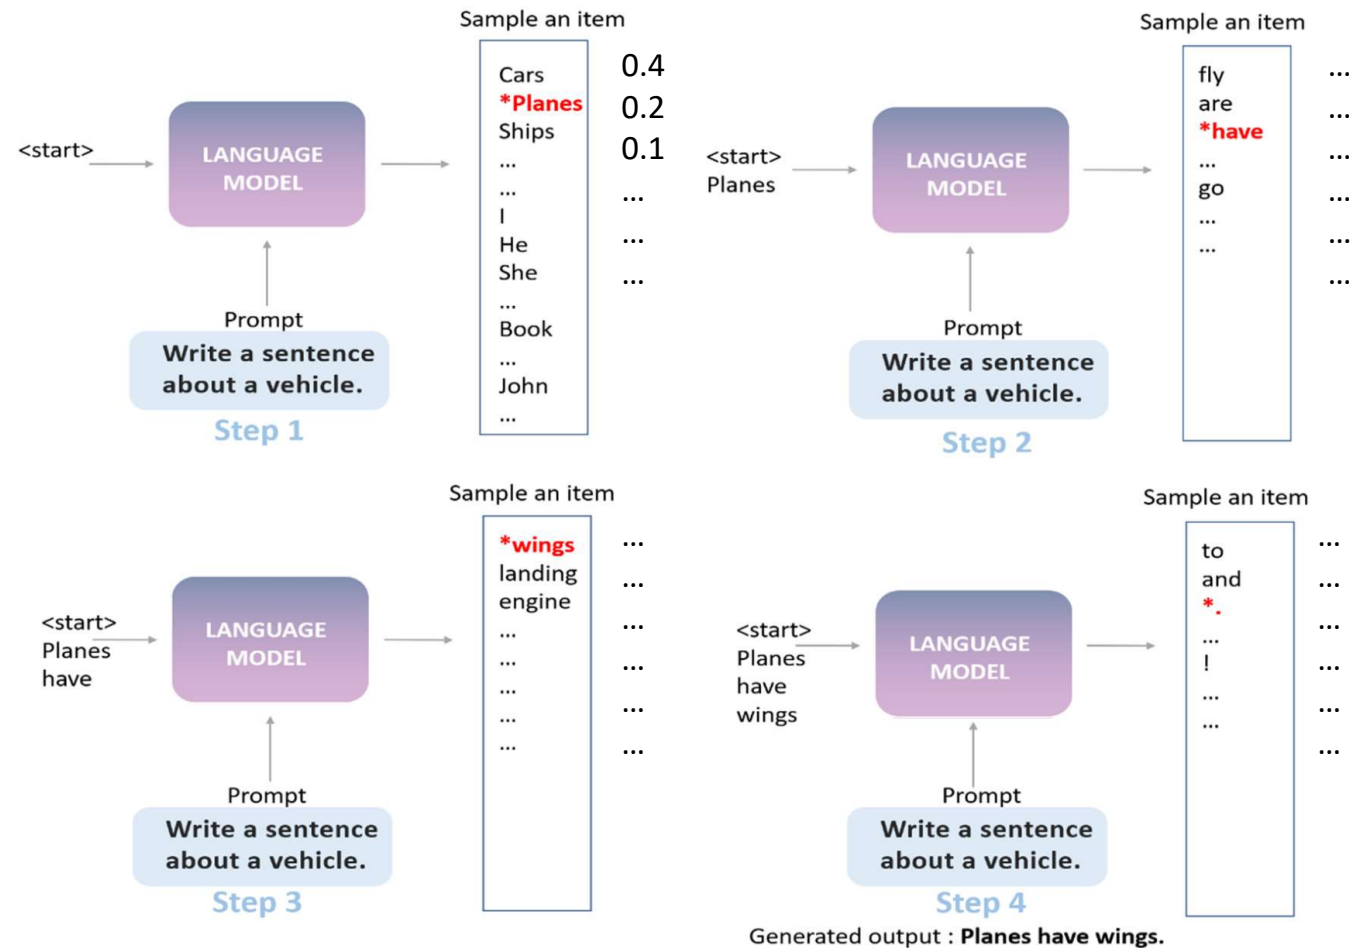 Sample an item
Cars 0.4
*Planes 0.2
Ships 0.1
...
... ...
I
He ...
She ...
...
Book
...
John
...
<start>
LANGUAGE
MODEL
Prompt
Write a sentence
about a vehicle.
Step 1
Sample an item
fly ...
are ...
*have ...
...
go ...
... ...
... ...
<start>
Planes
LANGUAGE
MODEL
Prompt
Write a sentence
about a vehicle.
Step 2
Sample an item
*wings ...
landing ...
engine ...
... ...
... ...
...
... ...
...
<start>
Planes
have
LANGUAGE
MODEL
Prompt
Write a sentence
about a vehicle.
Step 3
Sample an item
to ...
and ...
*. ...
...
! ...
... ...
... ...
<start>
Planes
have
wings
LANGUAGE
MODEL
Prompt
Write a sentence
about a vehicle.
Step 4
Generated output : Planes have wings.